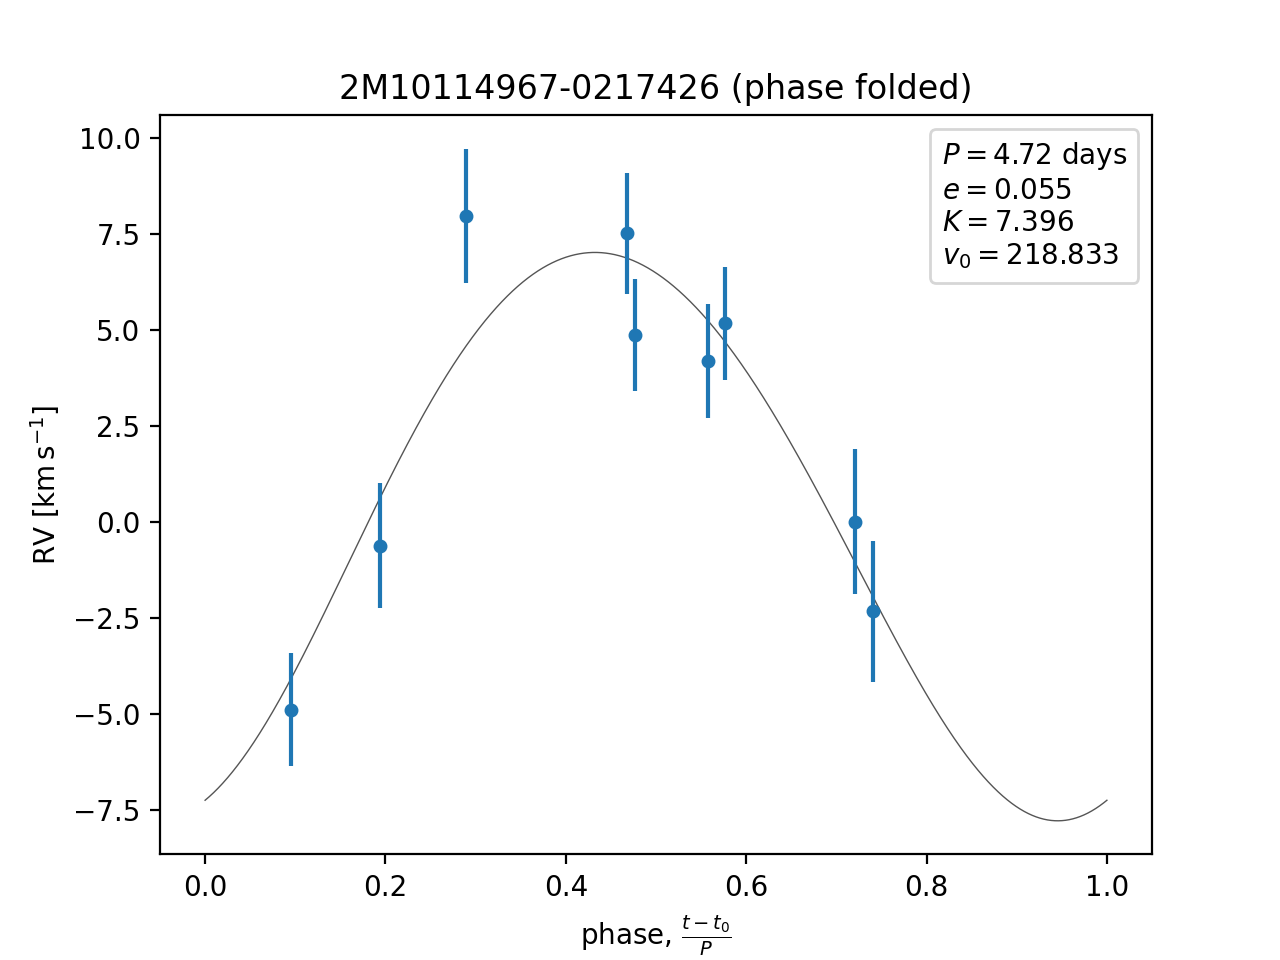 2M10114967-0217426 (phase folded)
P = 4.72 days
e = 0.055
K = 7.396
v₀ = 218.833
10.0
7.5
5.0
2.5
0.0
−2.5
−5.0
−7.5
RV [km s⁻¹]
0.0 0.2 0.4 0.6 0.8 1.0
phase, (t − t₀)/P